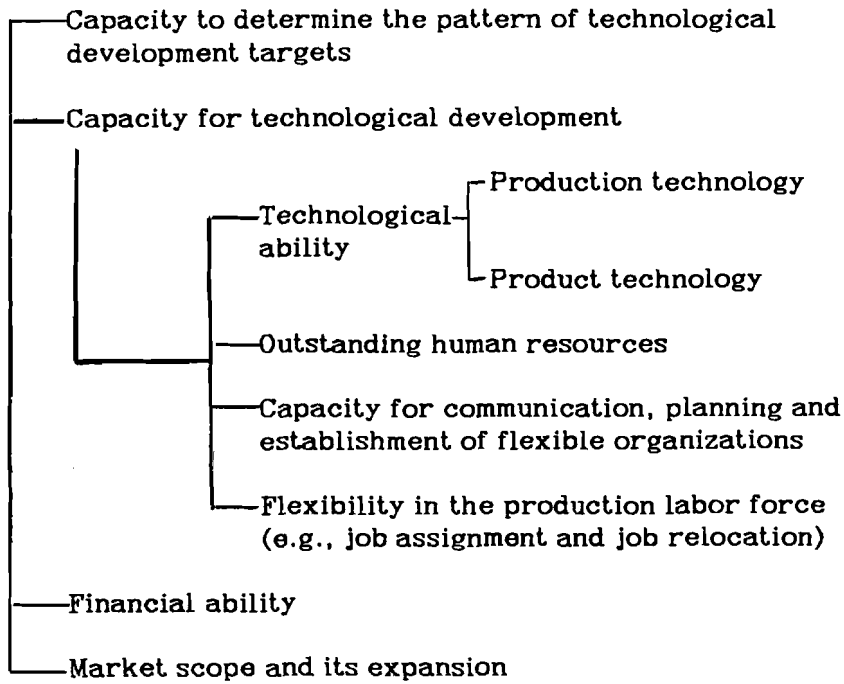 Capacity to determine the pattern of technological
development targets
Capacity for technological development
Production technology
Technological
ability
Product technology
Outstanding human resources
Capacity for communication, planning and
establishment of flexible organizations
Flexibility in the production labor force
(e.g., job assignment and job relocation)
Financial ability
Market scope and its expansion